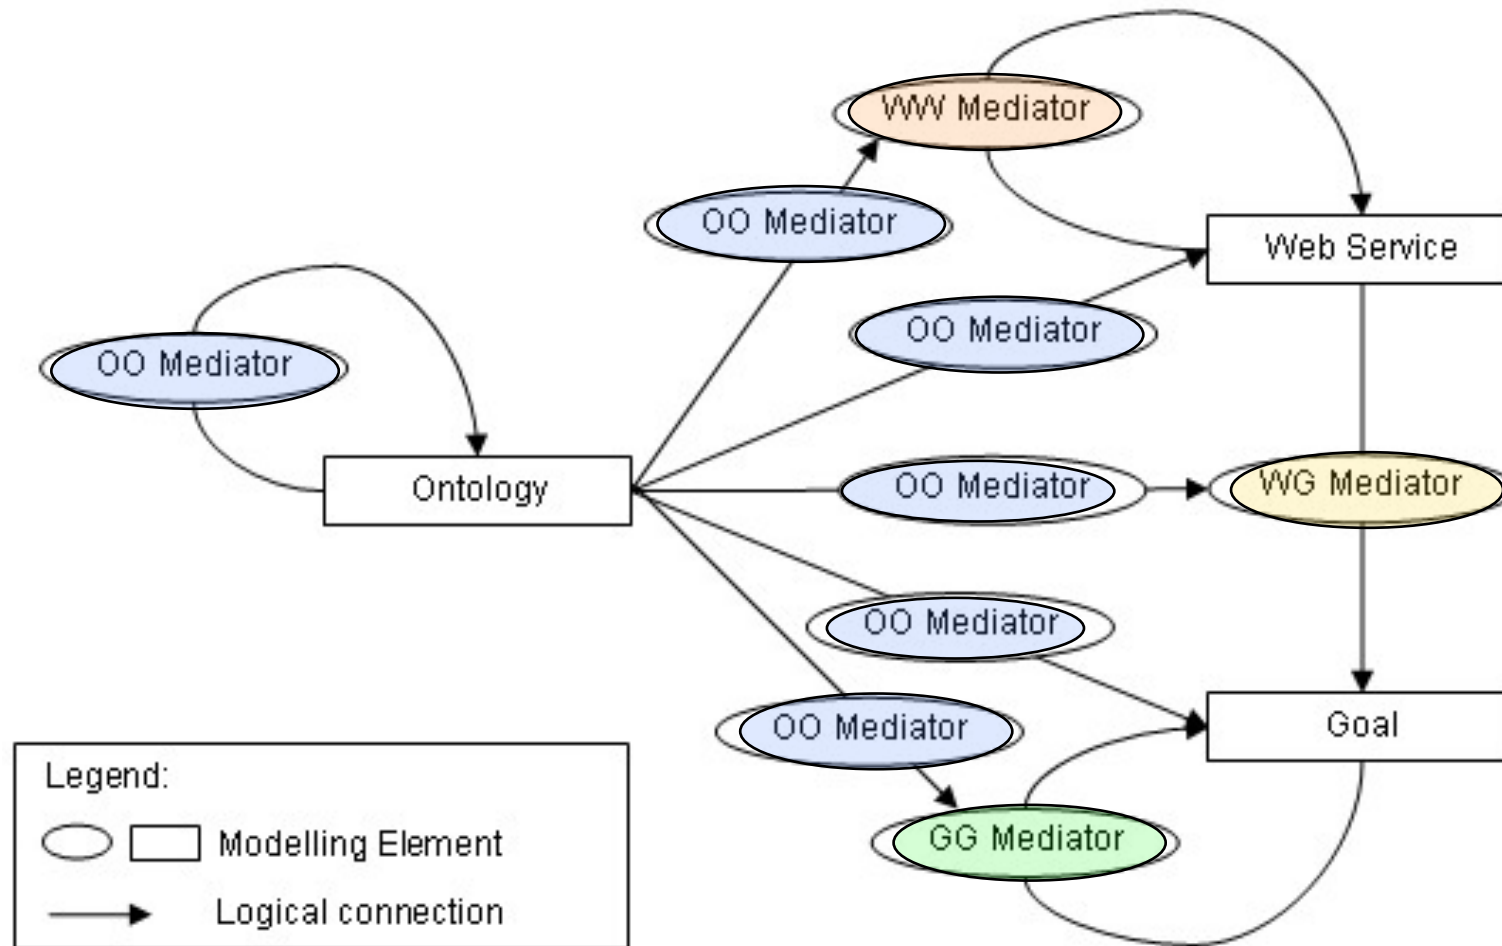 WW Mediator
OO Mediator
Web Service
OO Mediator
OO Mediator
Ontology
OO Mediator
WG Mediator
OO Mediator
OO Mediator
Goal
GG Mediator
Legend:
Modelling Element
Logical connection